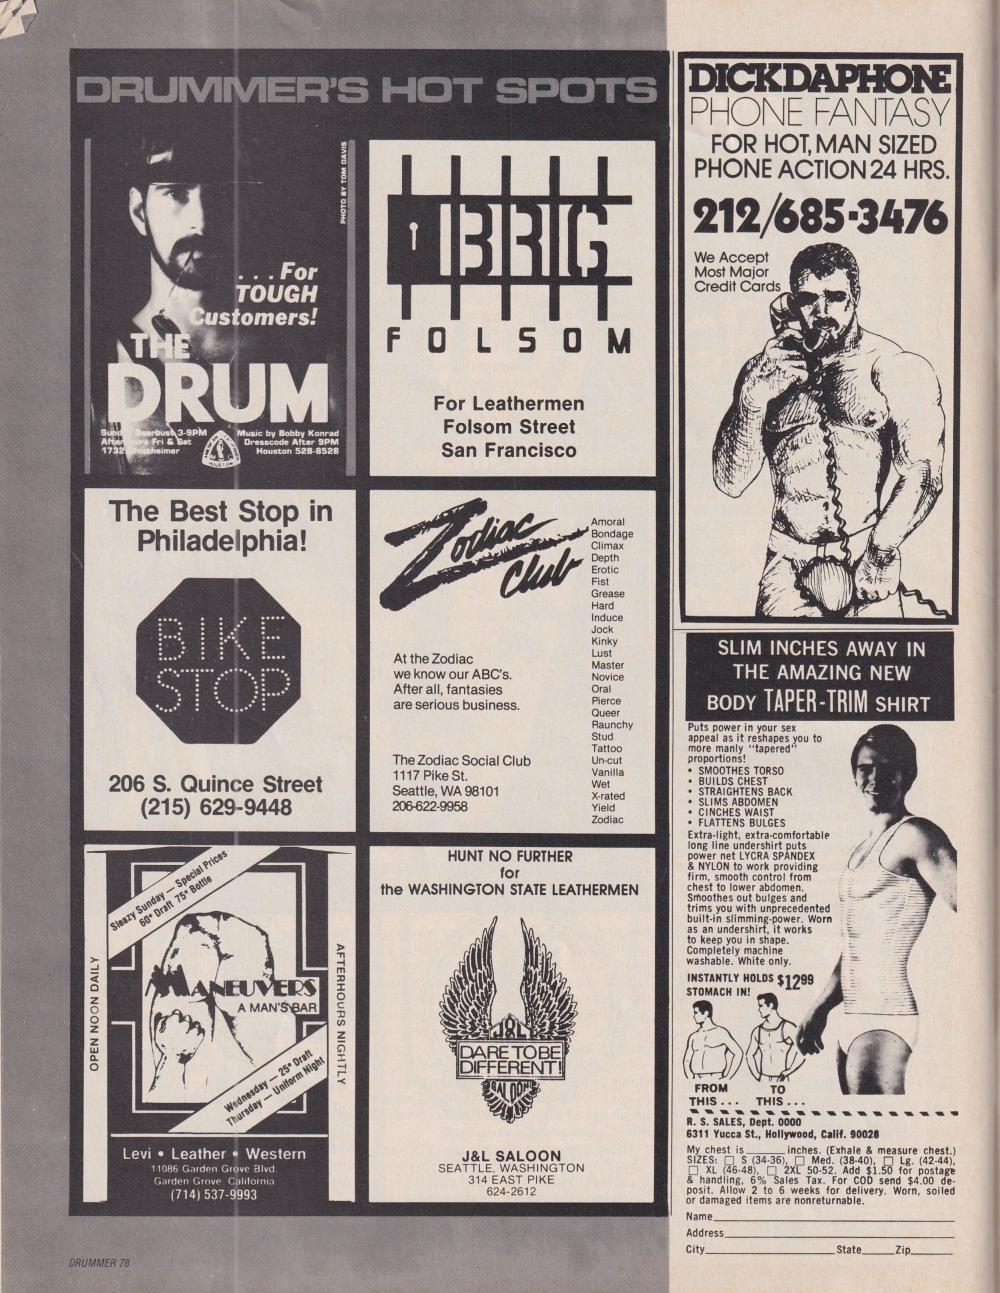 DRUMMER'S HOT SPOTS
PHOTO BY TOM DAVIS
. . . For
TOUGH
Customers!
THE
DRUM
Beerbust 3-9PM
Fri & Sat
1732
Music by Bobby Konrad
Dresscode After 9PM
Houston 528-8528
BRIG
FOLSOM
For Leathermen
Folsom Street
San Francisco
The Best Stop in
Philadelphia!
BIKE
STOP
206 S. Quince Street
(215) 629-9448
Zodiac
Club
At the Zodiac
we know our ABC's.
After all, fantasies
are serious business.
The Zodiac Social Club
1117 Pike St.
Seattle, WA 98101
206-622-9958
Amoral
Bondage
Climax
Depth
Erotic
Fist
Grease
Hard
Induce
Jock
Kinky
Lust
Master
Novice
Oral
Pierce
Queer
Raunchy
Stud
Tattoo
Un-cut
Vanilla
Wet
X-rated
Yield
Zodiac
Sleazy Sunday — Special Prices
60¢ Draft 75¢ Bottle
OPEN NOON DAILY
MANEUVERS
A MAN'S BAR
AFTERHOURS NIGHTLY
Wednesday — 25¢ Draft
Thursday — Uniform Night
Levi • Leather • Western
11086 Garden Grove Blvd.
Garden Grove California
(714) 537-9993
HUNT NO FURTHER
for
the WASHINGTON STATE LEATHERMEN
J&L
DARE TO BE
DIFFERENT!
SALOON
J&L SALOON
SEATTLE, WASHINGTON
314 EAST PIKE
624-2612
DICKDAPHONE
PHONE FANTASY
FOR HOT, MAN SIZED
PHONE ACTION 24 HRS.
212/685-3476
We Accept
Most Major
Credit Cards
SLIM INCHES AWAY IN
THE AMAZING NEW
BODY TAPER-TRIM SHIRT
Puts power in your sex
appeal as it reshapes you to
more manly "tapered"
proportions!
• SMOOTHES TORSO
• BUILDS CHEST
• STRAIGHTENS BACK
• SLIMS ABDOMEN
• CINCHES WAIST
• FLATTENS BULGES
Extra-light, extra-comfortable
long line undershirt puts
power net LYCRA SPANDEX
& NYLON to work providing
firm, smooth control from
chest to lower abdomen.
Smoothes out bulges and
trims you with unprecedented
built-in slimming-power. Worn
as an undershirt, it works
to keep you in shape.
Completely machine
washable. White only.
INSTANTLY HOLDS $12.99
STOMACH IN!
FROM
THIS . . .
TO
THIS . . .
R. S. SALES, Dept. 0000
6311 Yucca St., Hollywood, Calif. 90028
My chest is______inches. (Exhale & measure chest.)
SIZES: □ S (34-36), □ Med. (38-40), □ Lg. (42-44),
□ XL (46-48), □ 2XL 50-52. Add $1.50 for postage
& handling, 6% Sales Tax. For COD send $4.00 de-
posit. Allow 2 to 6 weeks for delivery. Worn, soiled
or damaged items are nonreturnable.
Name
Address
City State Zip
DRUMMER 78